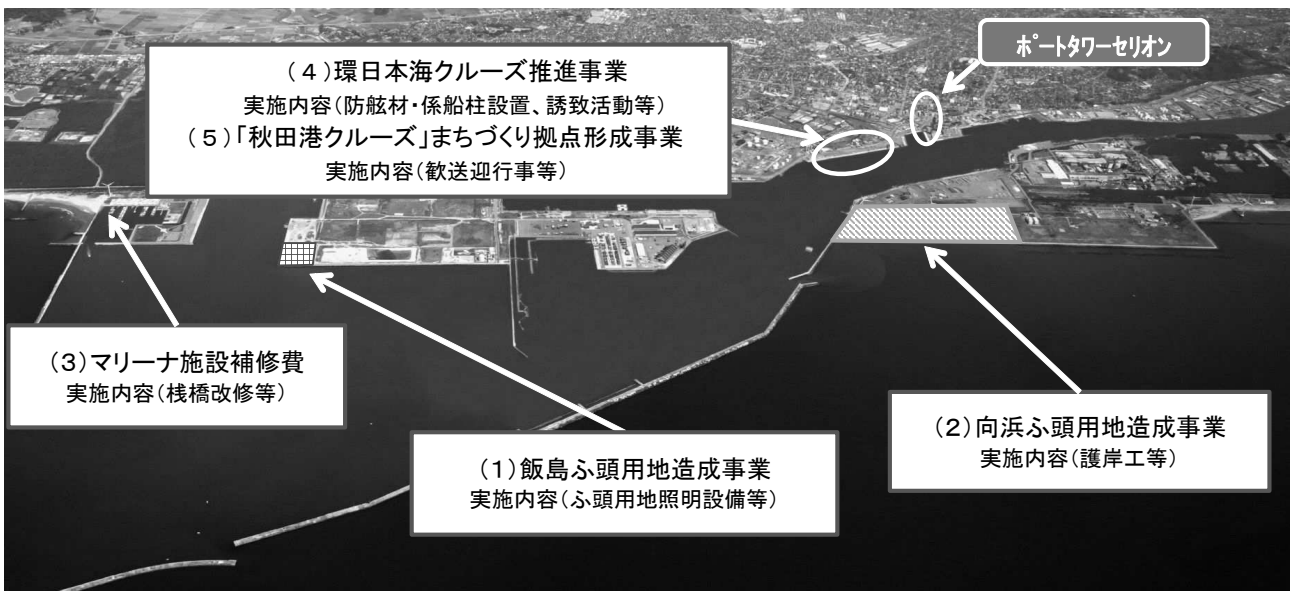 ポートタワーセリオン
(4)環日本海クルーズ推進事業
実施内容(防舷材・係船柱設置、誘致活動等)
(5)「秋田港クルーズ」まちづくり拠点形成事業
実施内容(歓送迎行事等)
(3)マリーナ施設補修費
実施内容(桟橋改修等)
(1)飯島ふ頭用地造成事業
実施内容(ふ頭用地照明設備等)
(2)向浜ふ頭用地造成事業
実施内容(護岸工等)